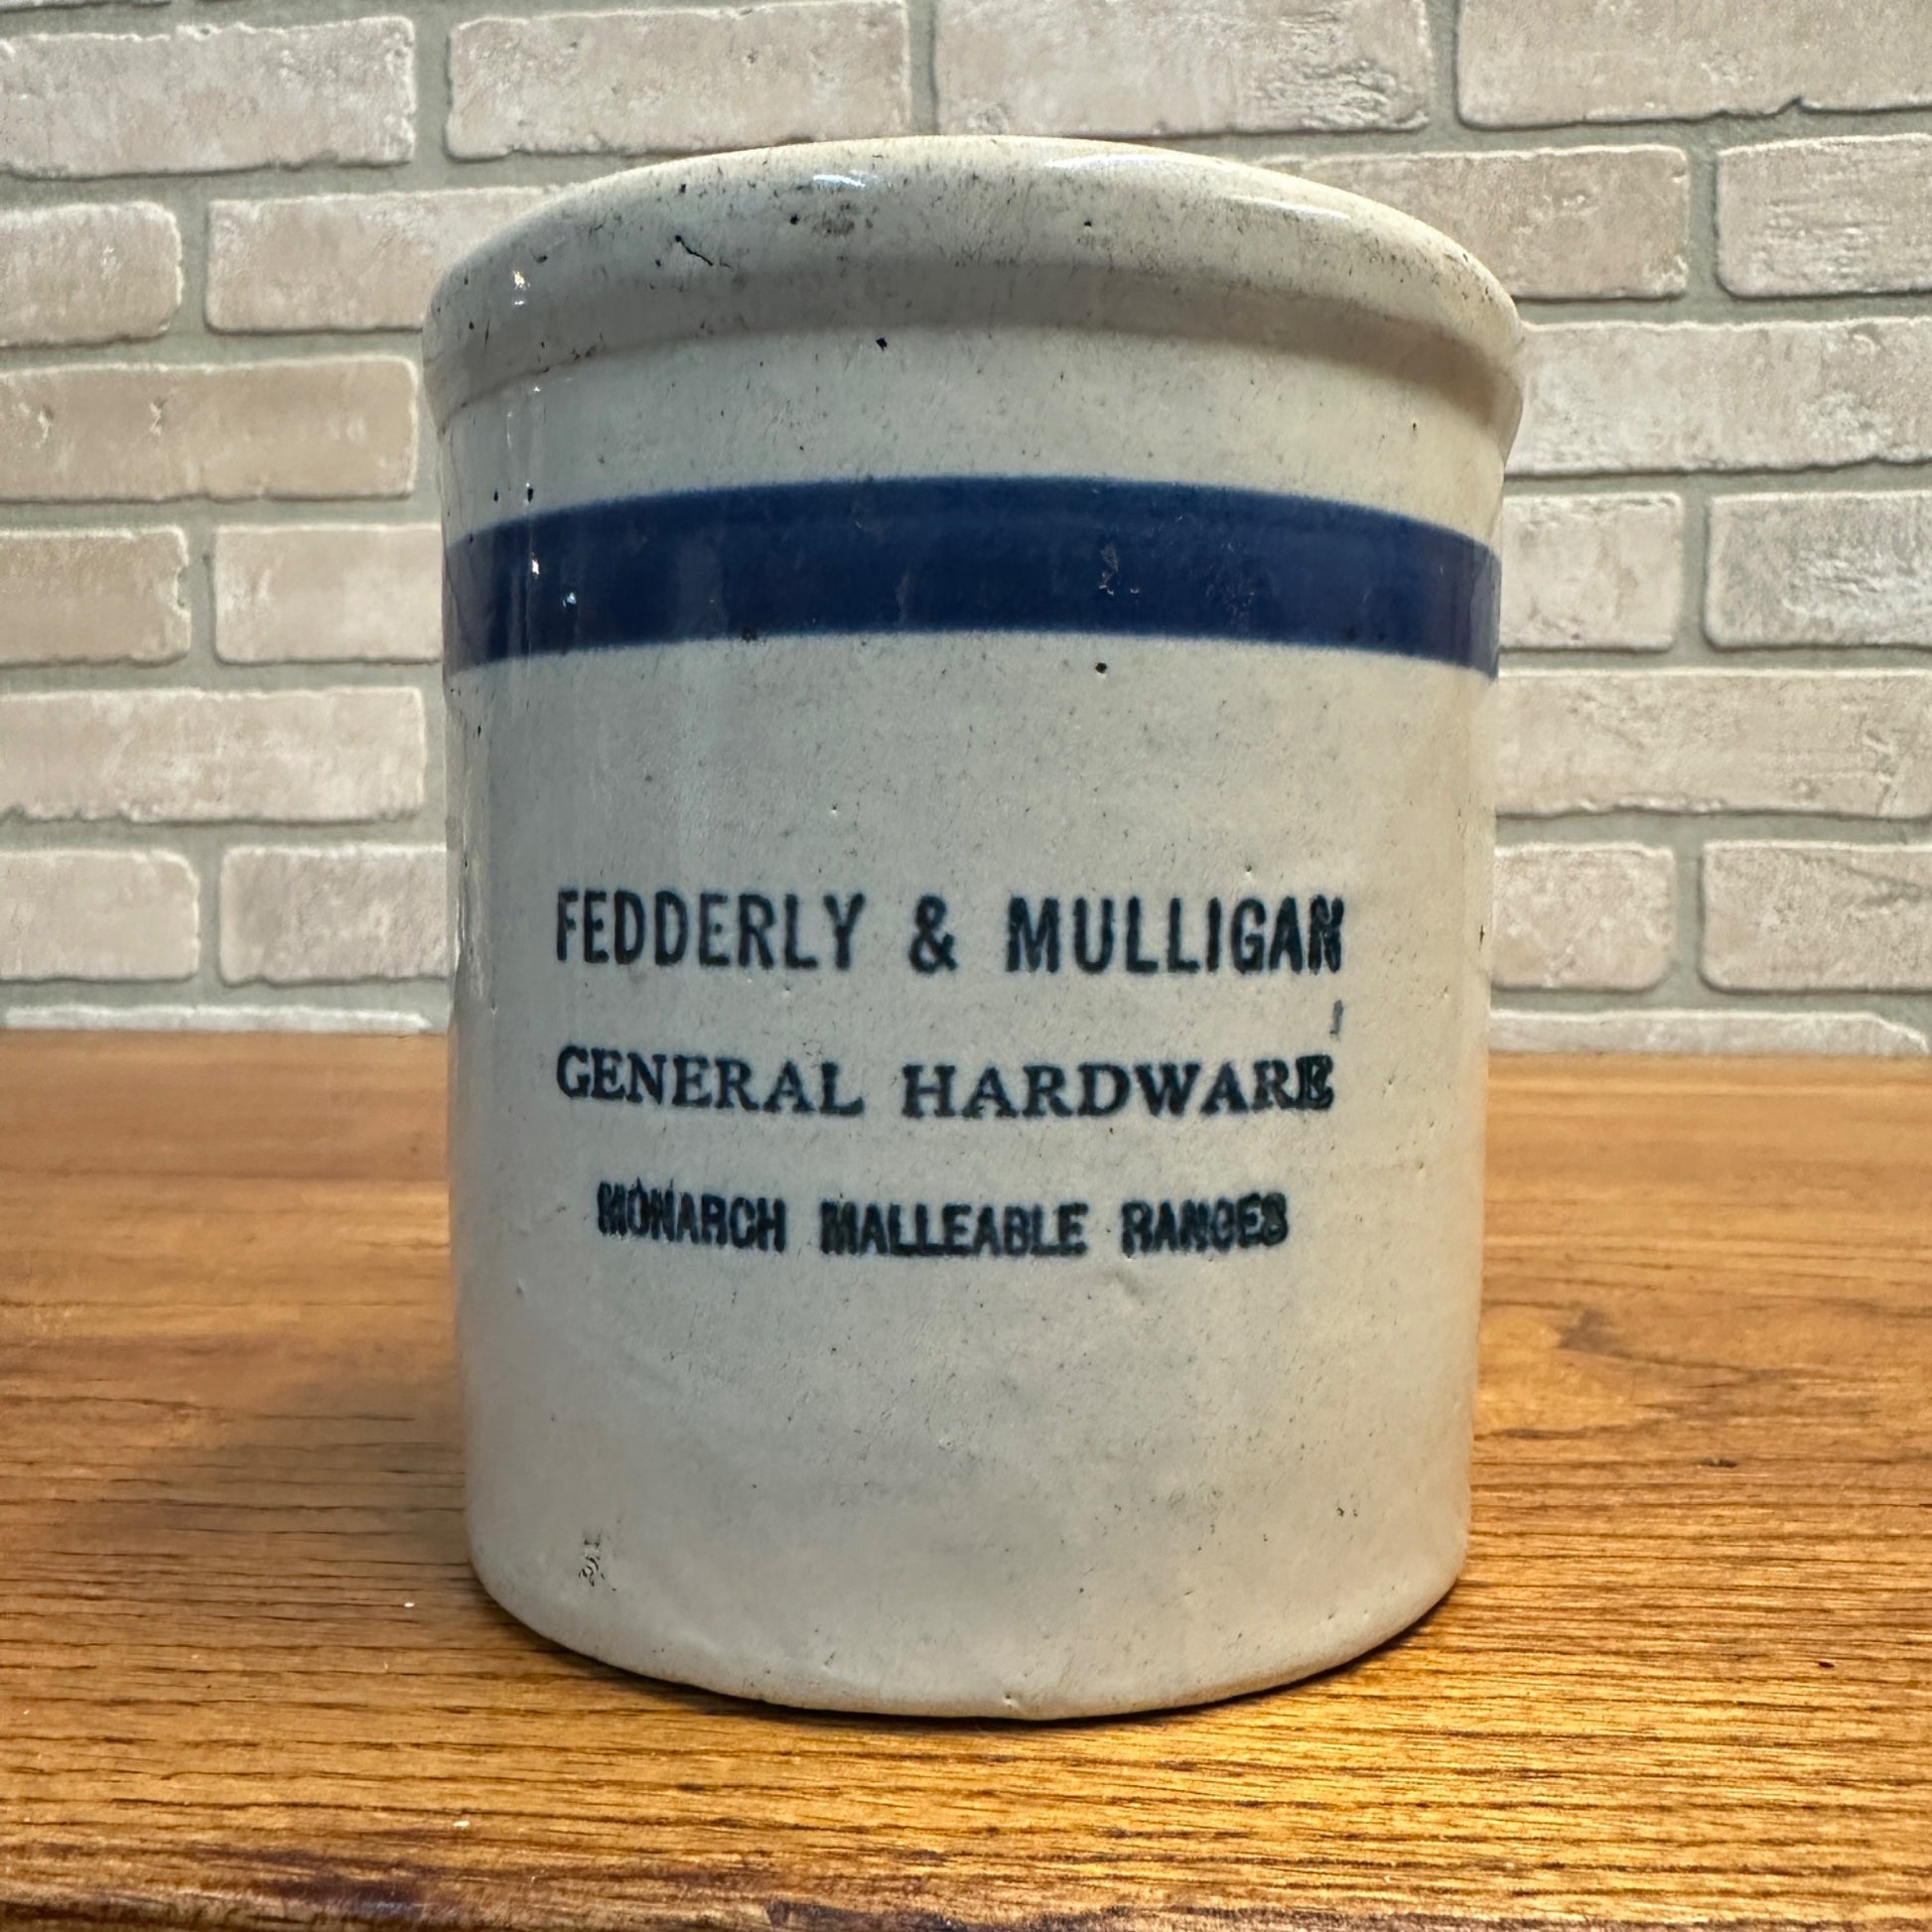 FEDDERLY & MULLIGAN
GENERAL HARDWARE
MONARCH MALLEABLE RANGES